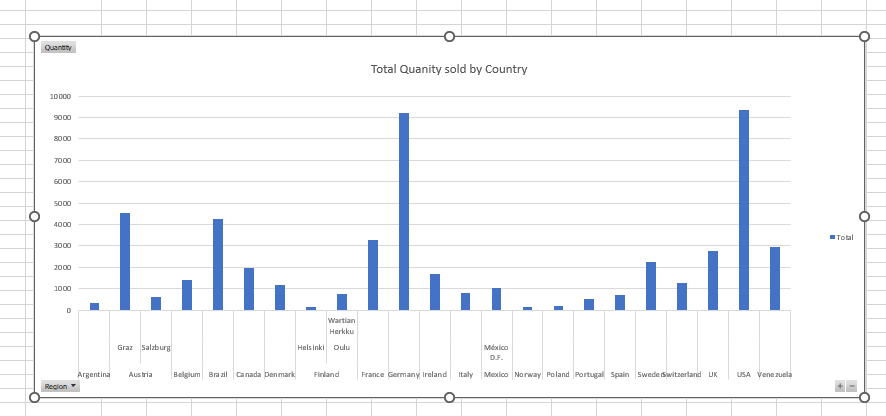 Quantity
Total Quanity sold by Country
10000
9000
8000
7000
6000
5000
4000
3000
2000
1000
0
Total
Wartian
Herkku
Graz Salzburg Helsinki Oulu México
D.F.
Argentina Austria Belgium Brazil Canada Denmark Finland France Germany Ireland Italy Mexico Norway Poland Portugal Spain Sweden Switzerland UK USA Venezuela
Region
+ −